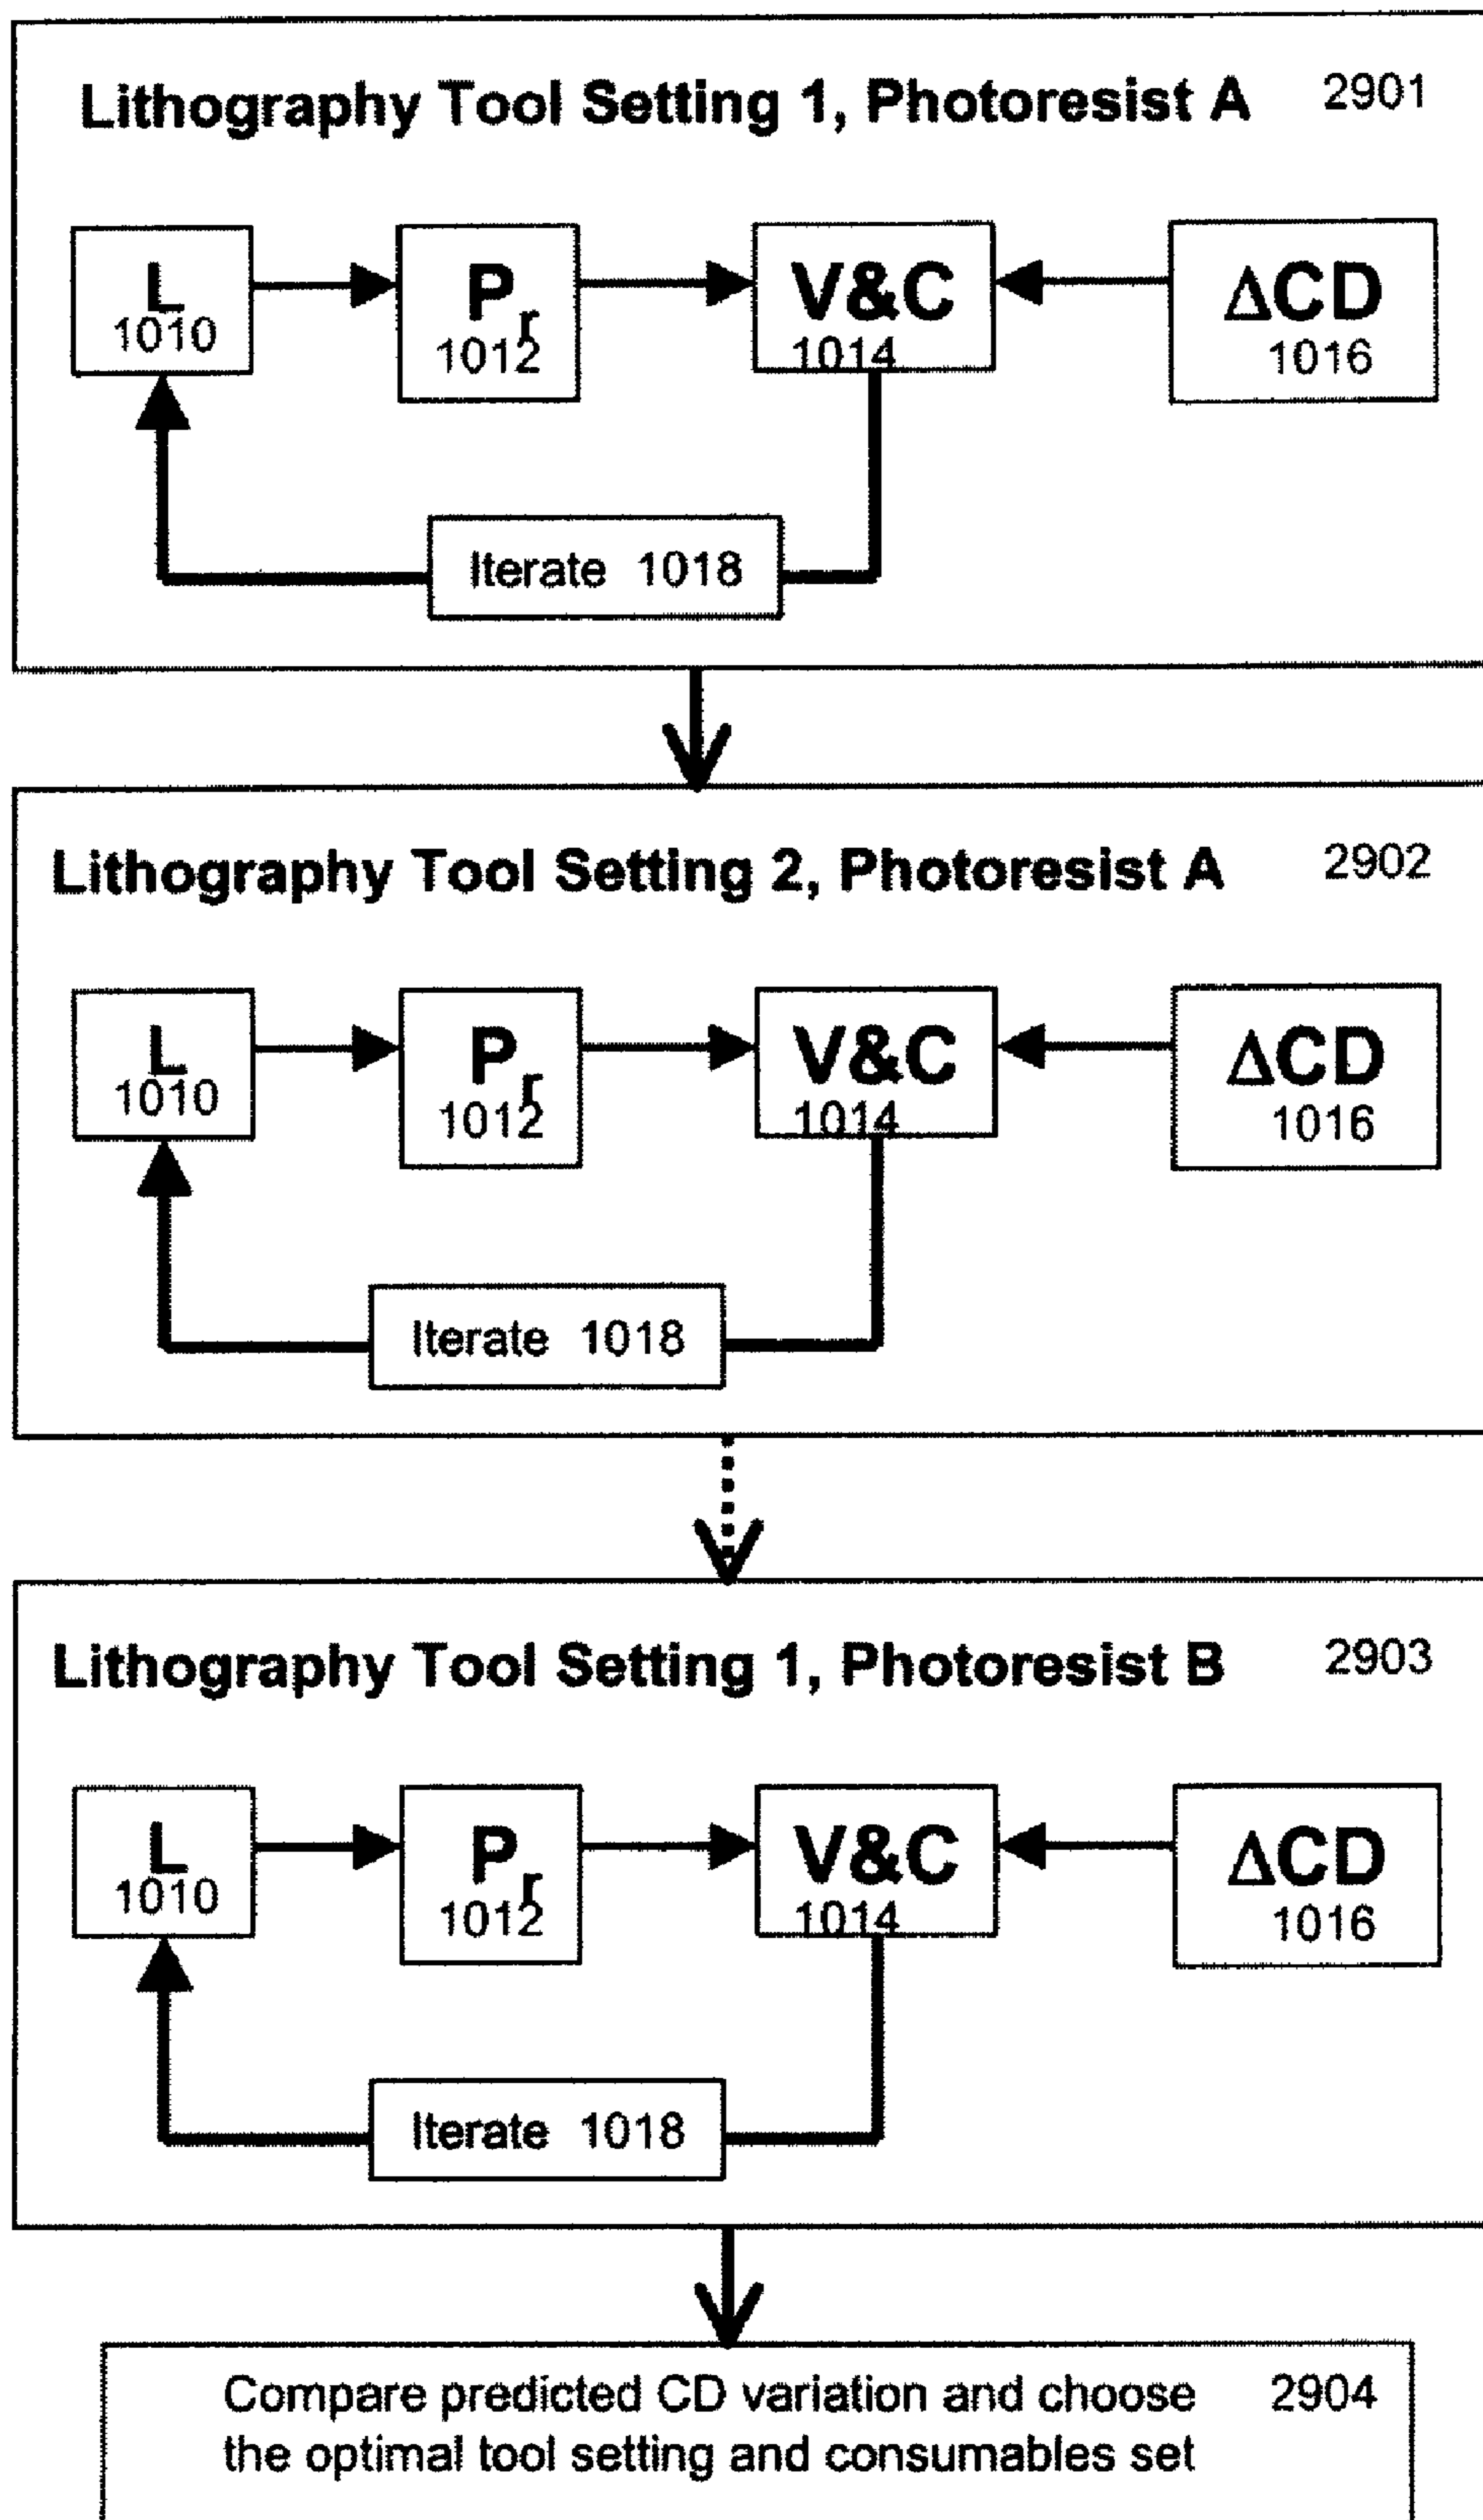 Lithography Tool Setting 1, Photoresist A 2901
L
1010
Pr
1012
V&C
1014
ΔCD
1016
Iterate 1018
Lithography Tool Setting 2, Photoresist A 2902
L
1010
Pr
1012
V&C
1014
ΔCD
1016
Iterate 1018
Lithography Tool Setting 1, Photoresist B 2903
L
1010
Pr
1012
V&C
1014
ΔCD
1016
Iterate 1018
Compare predicted CD variation and choose 2904
the optimal tool setting and consumables set